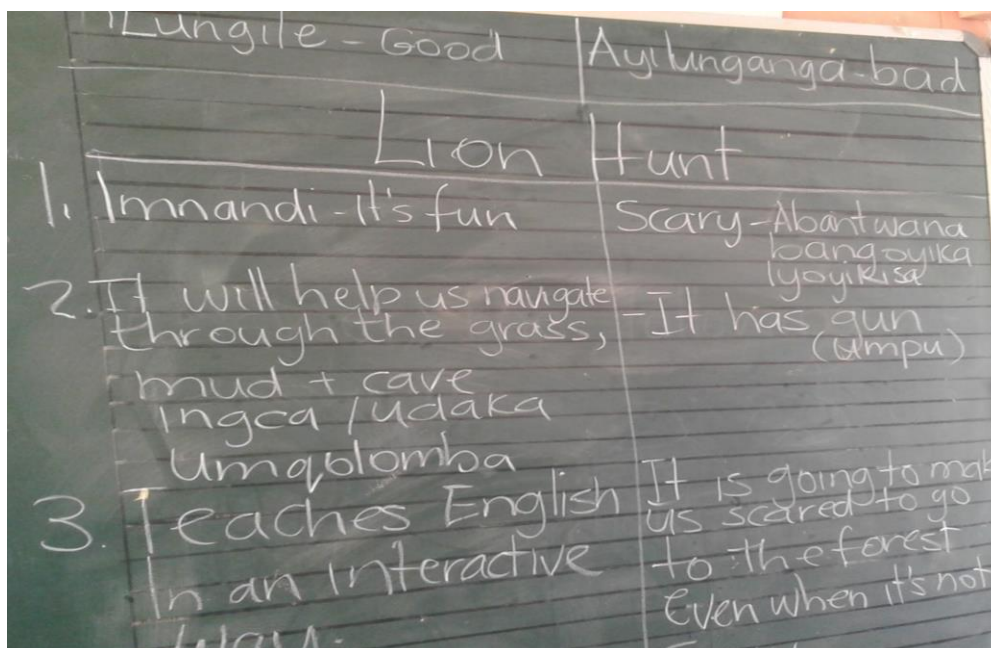 Lungile - Good
Ayilunganga - bad
Lion Hunt
1. Imnandi - It's fun
Scary - Abantwana
bangoyika
Iyoyikisa
2. It will help us navigate
through the grass,
mud + cave
Ingca / udaka
Umqolomba
- It has gun
(umpu)
3. Teaches English
In an interactive
way.
It is going to mak
us scared to go
to the forest
even when it's not